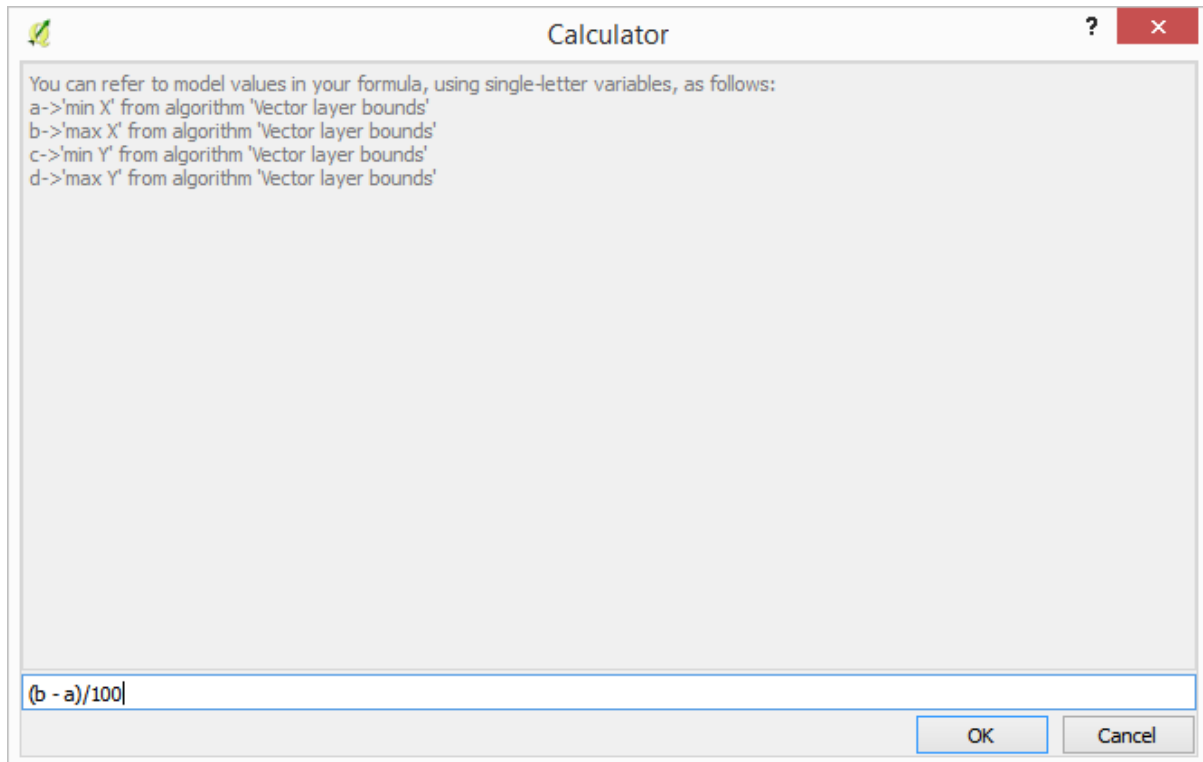 Calculator
?
You can refer to model values in your formula, using single-letter variables, as follows:
a->'min X' from algorithm 'Vector layer bounds'
b->'max X' from algorithm 'Vector layer bounds'
c->'min Y' from algorithm 'Vector layer bounds'
d->'max Y' from algorithm 'Vector layer bounds'
(b - a)/100
OK Cancel